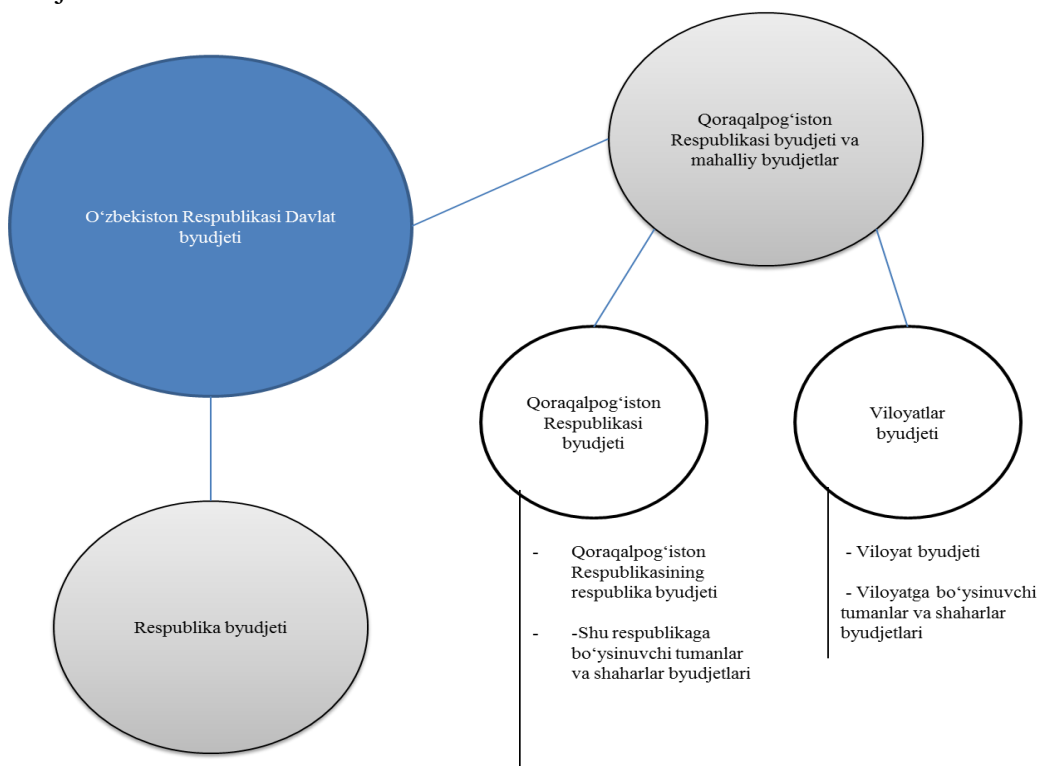 O‘zbekiston Respublikasi Davlat
byudjeti
Qoraqalpog‘iston
Respublikasi byudjeti va
mahalliy byudjetlar
Qoraqalpog‘iston
Respublikasi
byudjeti
Viloyatlar
byudjeti
Respublika byudjeti
- Qoraqalpog‘iston
Respublikasining
respublika byudjeti
- -Shu respublikaga
bo‘ysinuvchi tumanlar
va shaharlar byudjetlari
- Viloyat byudjeti
- Viloyatga bo‘ysinuvchi
tumanlar va shaharlar
byudjetlari